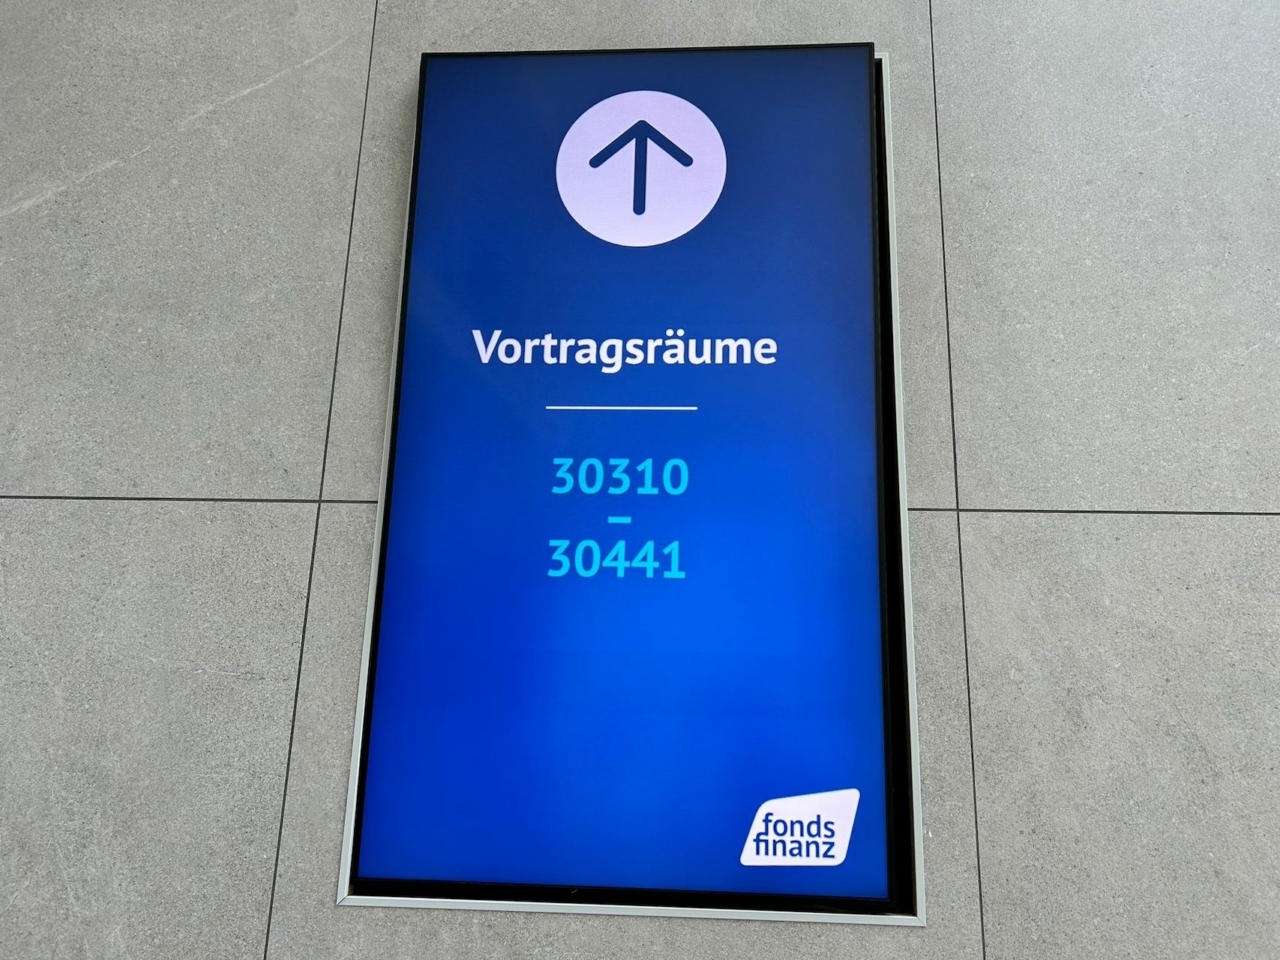 Vortragsräume
30310
–
30441
fonds
finanz